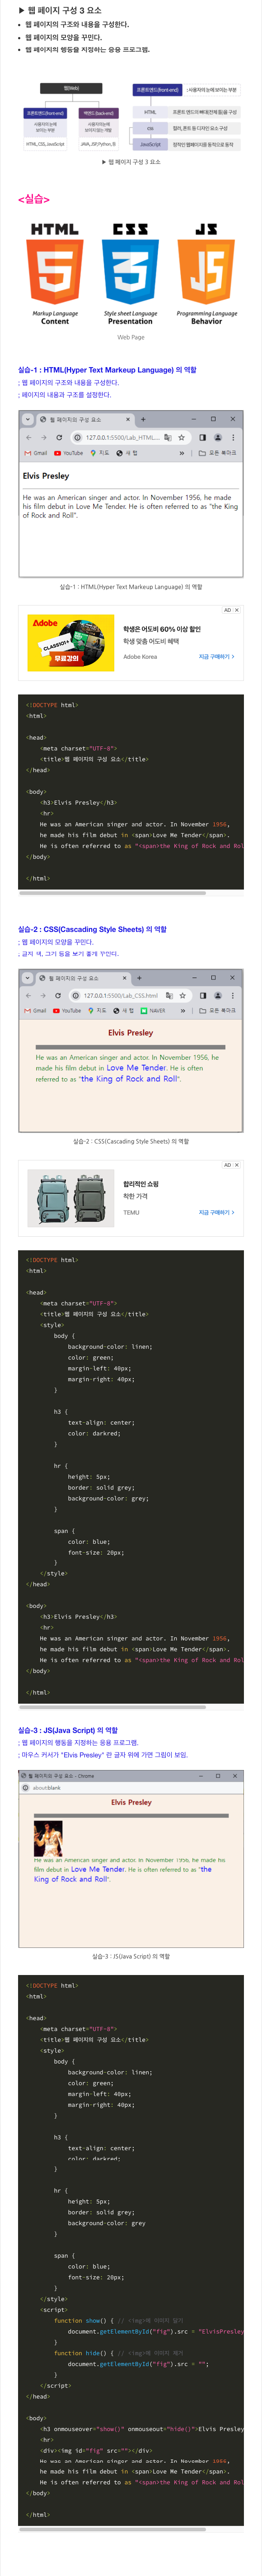 ▶ 웹 페이지 구성 3 요소
• 웹 페이지의 구조와 내용을 구성한다.
• 웹 페이지의 모양을 꾸민다.
• 웹 페이지의 행동을 지정하는 응용 프로그램.
웹(Web)
프론트엔드(front-end)
백엔드(back-end)
사용자의 눈에
보이는 부분
사용자의 눈에
보이지 않는 개발
HTML, CSS, JavaScript
JAVA, JSP, Python, 등
프론트엔드(front-end)
: 사용자의 눈에 보이는 부분
HTML
프론트 엔드의 뼈대(전체 틀)을 구성
css
컬러, 폰트 등 디자인 요소 구성
JavaScript
정적인 웹페이지를 동적으로 동작
▶ 웹 페이지 구성 3 요소
<실습>
HTML
CSS
JS
5
3
5
Markup Language
Content
Style sheet Language
Presentation
Programming Language
Behavior
Web Page
실습-1 : HTML(Hyper Text Markup Language) 의 역할
; 웹 페이지의 구조와 내용을 구성한다.
; 페이지의 내용과 구조를 설정한다.
웹 페이지의 구성 요소
127.0.0.1:5500/Lab_HTML...
Gmail YouTube 지도 새 탭 » 모든 북마크
Elvis Presley
He was an American singer and actor. In November 1956, he made
his film debut in Love Me Tender. He is often referred to as "the King
of Rock and Roll".
실습-1 : HTML(Hyper Text Markup Language) 의 역할
AD
Adobe
CLASS101+
무료과외
학생은 어도비 60% 이상 할인
학생 맞춤 어도비 혜택
Adobe Korea
지금 구매하기 >
<!DOCTYPE html>
<html>
<head>
<meta charset="UTF-8">
<title>웹 페이지의 구성 요소</title>
</head>
<body>
<h3>Elvis Presley</h3>
<hr>
He was an American singer and actor. In November 1956,
he made his film debut in <span>Love Me Tender</span>.
He is often referred to as "<span>the King of Rock and Rol
</body>
</html>
실습-2 : CSS(Cascading Style Sheets) 의 역할
; 웹 페이지의 모양을 꾸민다.
; 글자 색, 크기 등을 보기 좋게 꾸민다.
웹 페이지의 구성 요소
127.0.0.1:5500/Lab_CSS.html
Gmail YouTube 지도 새 탭 NAVER » 모든 북마크
Elvis Presley
He was an American singer and actor. In November 1956, he
made his film debut in Love Me Tender. He is often
referred to as "the King of Rock and Roll".
실습-2 : CSS(Cascading Style Sheets) 의 역할
AD
합리적인 쇼핑
착한 가격
TEMU
지금 구매하기 >
<!DOCTYPE html>
<html>
<head>
<meta charset="UTF-8">
<title>웹 페이지의 구성 요소</title>
<style>
body {
background-color: linen;
color: green;
margin-left: 40px;
margin-right: 40px;
}
h3 {
text-align: center;
color: darkred;
}
hr {
height: 5px;
border: solid grey;
background-color: grey;
}
span {
color: blue;
font-size: 20px;
}
</style>
</head>
<body>
<h3>Elvis Presley</h3>
<hr>
He was an American singer and actor. In November 1956,
he made his film debut in <span>Love Me Tender</span>.
He is often referred to as "<span>the King of Rock and Rol
</body>
</html>
실습-3 : JS(Java Script) 의 역할
; 웹 페이지의 행동을 지정하는 응용 프로그램.
; 마우스 커서가 "Elvis Presley" 란 글자 위에 가면 그림이 보임.
웹 페이지의 구성 요소 - Chrome
about:blank
Elvis Presley
He was an American singer and actor. In November 1956, he made his
film debut in Love Me Tender. He is often referred to as "the
King of Rock and Roll".
실습-3 : JS(Java Script) 의 역할
<!DOCTYPE html>
<html>
<head>
<meta charset="UTF-8">
<title>웹 페이지의 구성 요소</title>
<style>
body {
background-color: linen;
color: green;
margin-left: 40px;
margin-right: 40px;
}
h3 {
text-align: center;
color: darkred;
}
hr {
height: 5px;
border: solid grey;
background-color: grey
}
span {
color: blue;
font-size: 20px;
}
</style>
<script>
function show() { // <img>에 이미지 달기
document.getElementById("fig").src = "ElvisPresley
}
function hide() { // <img>에 이미지 제거
document.getElementById("fig").src = "";
}
</script>
</head>
<body>
<h3 onmouseover="show()" onmouseout="hide()">Elvis Presley
<hr>
<div><img id="fig" src=""></div>
He was an American singer and actor. In November 1956,
he made his film debut in <span>Love Me Tender</span>.
He is often referred to as "<span>the King of Rock and Rol
</body>
</html>